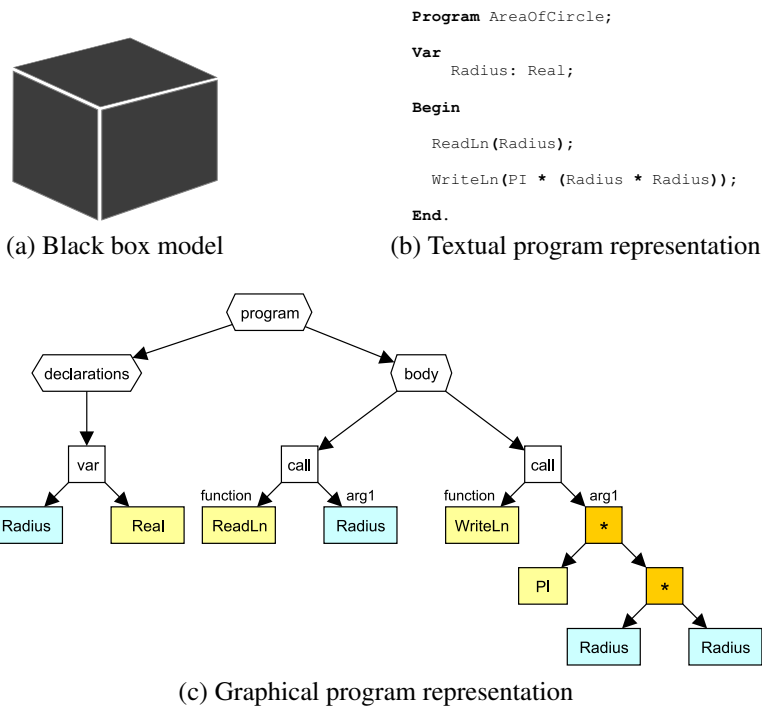 Program AreaOfCircle;
Var
Radius: Real;
Begin
ReadLn(Radius);
WriteLn(PI * (Radius * Radius));
End.
(a) Black box model
(b) Textual program representation
program
declarations
body
var
call
call
function
arg1
function
arg1
Radius
Real
ReadLn
Radius
WriteLn
*
PI
*
Radius
Radius
(c) Graphical program representation